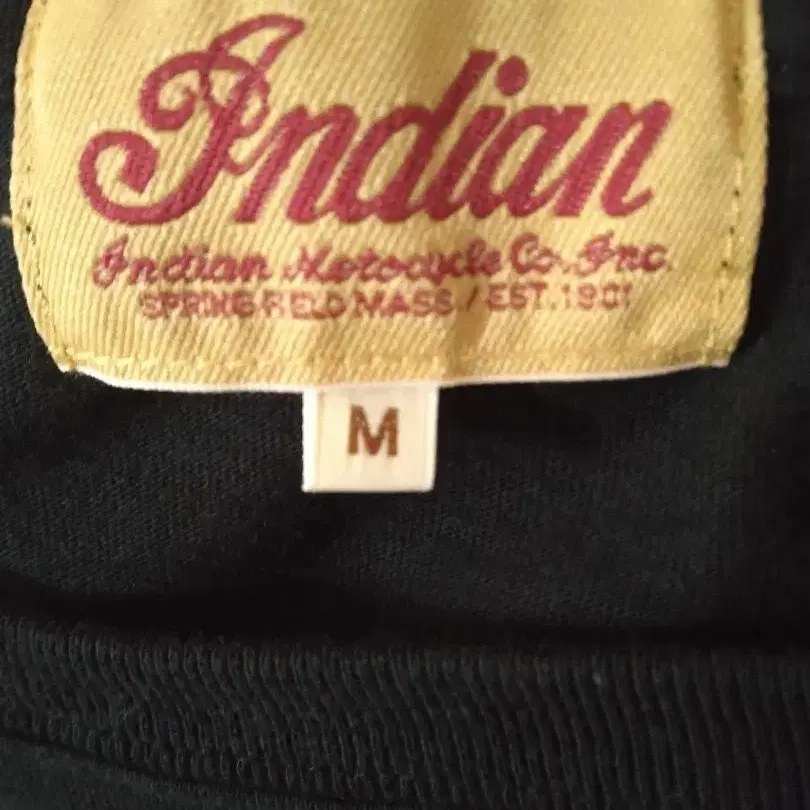 Indian
Indian Motocycle Co. Inc.
SPRINGFIELD MASS. / EST. 1901
M